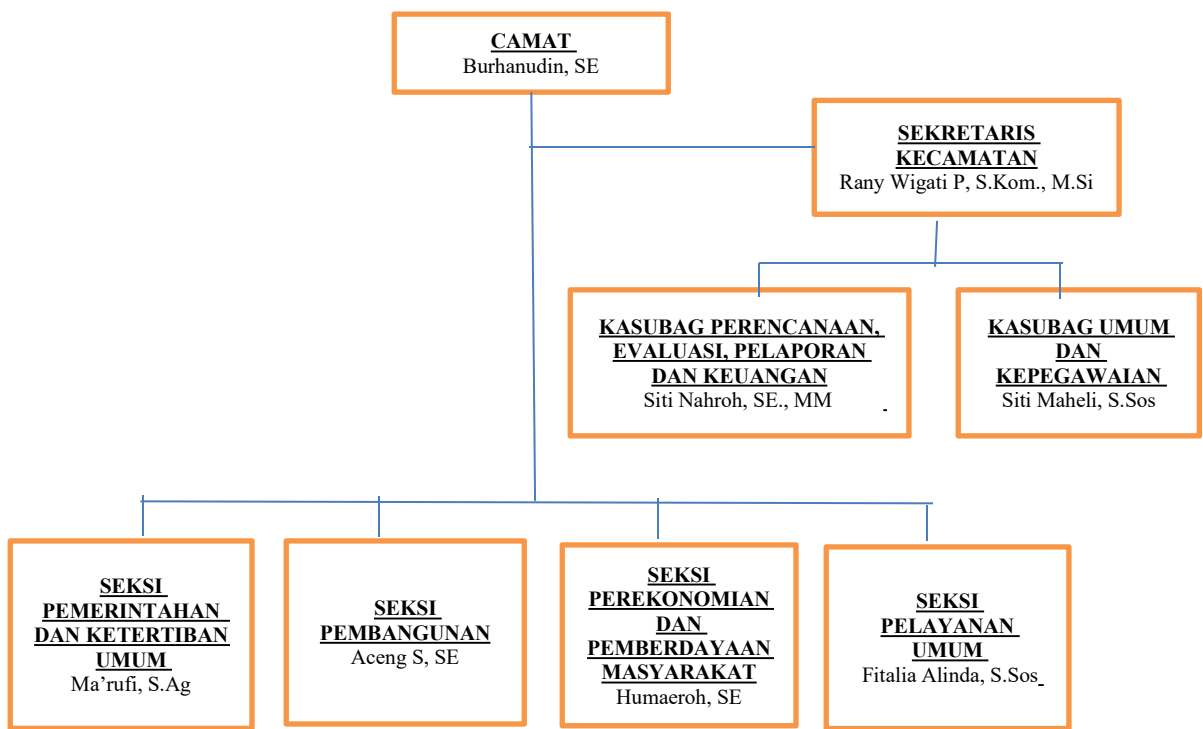 CAMAT
Burhanudin, SE
SEKRETARIS
KECAMATAN
Rany Wigati P, S.Kom., M.Si
KASUBAG PERENCANAAN,
EVALUASI, PELAPORAN
DAN KEUANGAN
Siti Nahroh, SE., MM
KASUBAG UMUM
DAN
KEPEGAWAIAN
Siti Maheli, S.Sos
SEKSI
PEMERINTAHAN
DAN KETERTIBAN
UMUM
Ma’rufi, S.Ag
SEKSI
PEMBANGUNAN
Aceng S, SE
SEKSI
PEREKONOMIAN
DAN
PEMBERDAYAAN
MASYARAKAT
Humaeroh, SE
SEKSI
PELAYANAN
UMUM
Fitalia Alinda, S.Sos